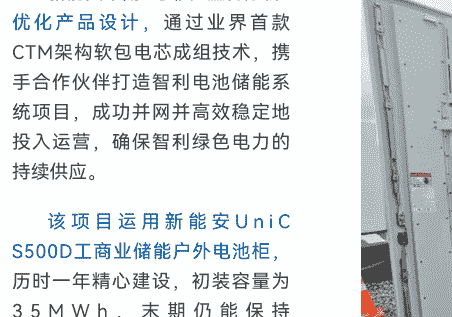 优化产品设计，通过业界首款
CTM架构软包电芯成组技术，携
手合作伙伴打造智利电池储能系
统项目，成功并网并高效稳定地
投入运营，确保智利绿色电力的
持续供应。
该项目运用新能安UniC
S500D工商业储能户外电池柜，
历时一年精心建设，初装容量为
35MWh，末期仍能保持